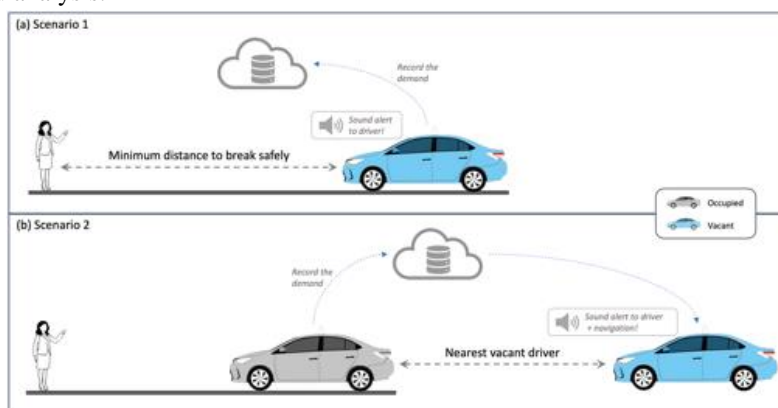 (a) Scenario 1
Record the
demand
Sound alert
to driver!
Minimum distance to break safely
Occupied
Vacant
(b) Scenario 2
Record the
demand
Sound alert to driver
+ navigation!
Nearest vacant driver